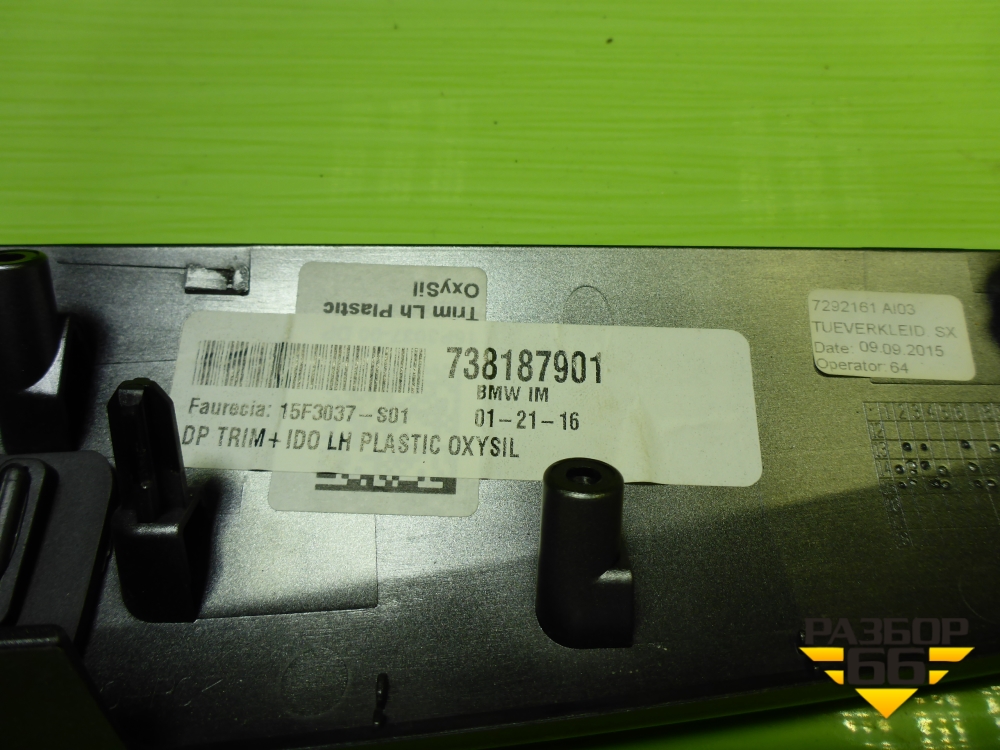 OxySil
Trim Lh Plastic
738187901
BMW IM
Faurecia: 15F3037-S01
01-21-16
DP TRIM+IDO LH PLASTIC OXYSIL
7292161 AI03
TUEVERKLEID. SX
Date: 09.09.2015
Operator: 64
РАЗБОР
66